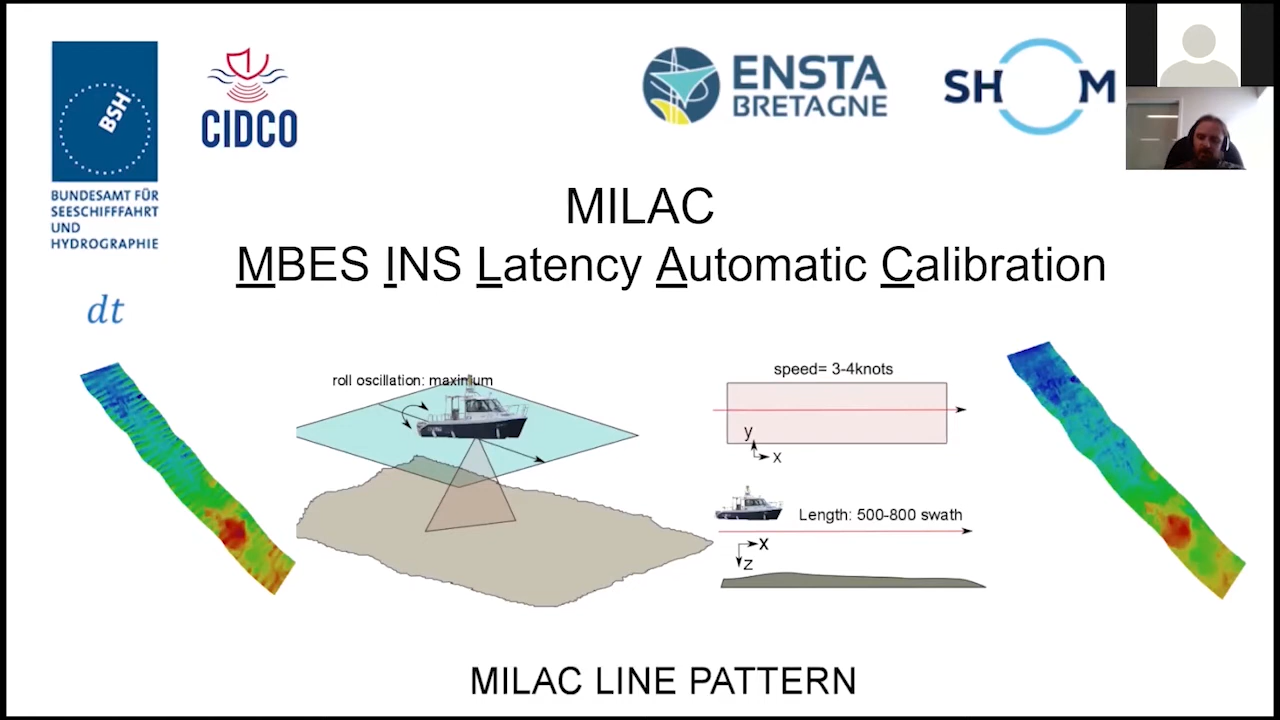 BSH
BUNDESAMT FÜR
SEESCHIFFFAHRT
UND
HYDROGRAPHIE
CIDCO
ENSTA
BRETAGNE
SHOM
MILAC
MBES INS Latency Automatic Calibration
dt
roll oscillation: maximum
speed= 3-4knots
y
x
Length: 500-800 swath
x
z
MILAC LINE PATTERN